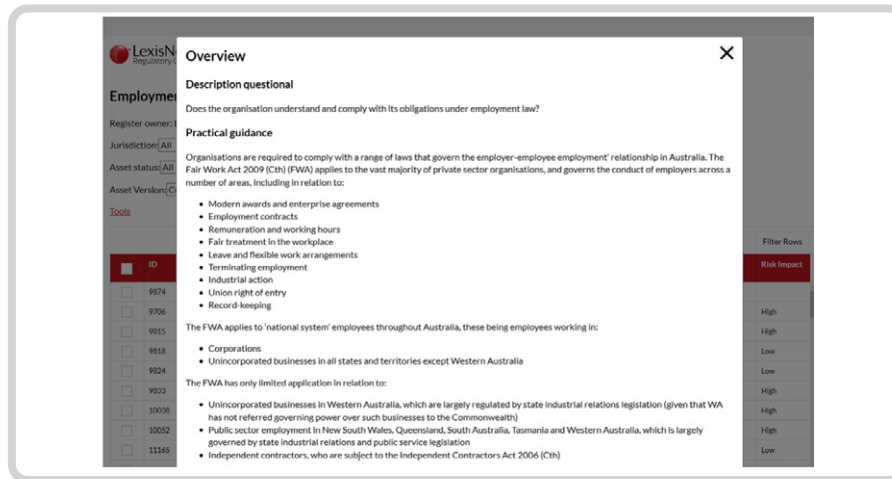 LexisN
Regulatory C
Employme
Register owner:
Jurisdiction: All
Asset status: All
Asset Version: C
Tools
Overview
Description questional
Does the organisation understand and comply with its obligations under employment law?
Practical guidance
Organisations are required to comply with a range of laws that govern the employer-employee employment' relationship in Australia. The
Fair Work Act 2009 (Cth) (FWA) applies to the vast majority of private sector organisations, and governs the conduct of employers across a
number of areas, including in relation to:
• Modern awards and enterprise agreements
• Employment contracts
• Remuneration and working hours
• Fair treatment in the workplace
• Leave and flexible work arrangements
• Terminating employment
• Industrial action
• Union right of entry
• Record-keeping
The FWA applies to 'national system' employees throughout Australia, these being employees working in:
• Corporations
• Unincorporated businesses in all states and territories except Western Australia
The FWA has only limited application in relation to:
• Unincorporated businesses in Western Australia, which are largely regulated by state industrial relations legislation (given that WA
has not referred governing power over such businesses to the Commonwealth)
• Public sector employment in New South Wales, Queensland, South Australia, Tasmania and Western Australia, which is largely
governed by state industrial relations and public service legislation
• Independent contractors, who are subject to the Independent Contractors Act 2006 (Cth)
Filter Rows
ID Risk Impact
9874
9706 High
9815 High
9818 Low
9824 Low
9833 High
10038 High
10052 High
11165 Low